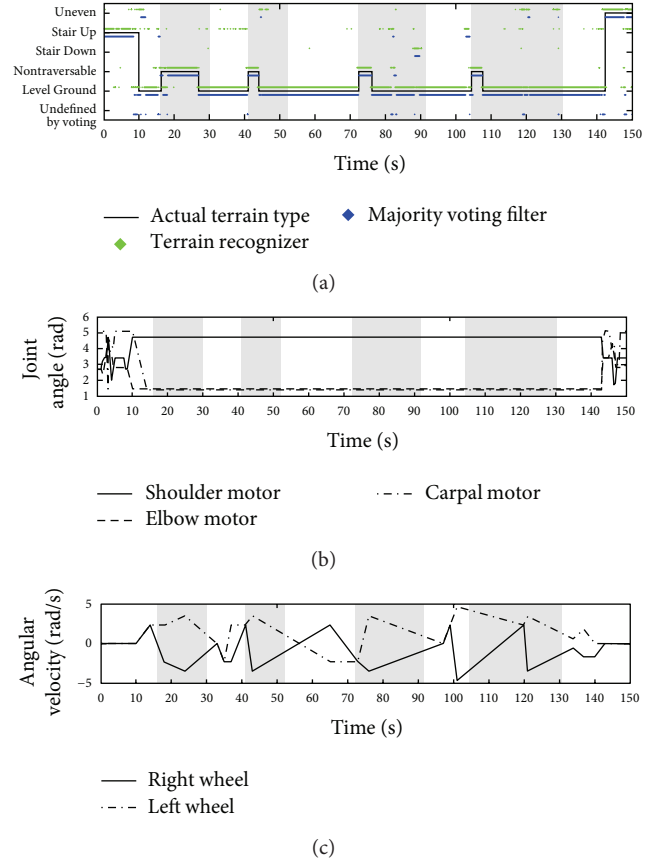 Uneven
Stair Up
Stair Down
Nontraversable
Level Ground
Undefined
by voting
0 10 20 30 40 50 60 70 80 90 100 110 120 130 140 150
Time (s)
Actual terrain type
Majority voting filter
Terrain recognizer
(a)
Joint
angle (rad)
6
5
4
3
2
1
0 10 20 30 40 50 60 70 80 90 100 110 120 130 140 150
Time (s)
Shoulder motor
Carpal motor
Elbow motor
(b)
Angular
velocity (rad/s)
5
0
−5
0 10 20 30 40 50 60 70 80 90 100 110 120 130 140 150
Time (s)
Right wheel
Left wheel
(c)